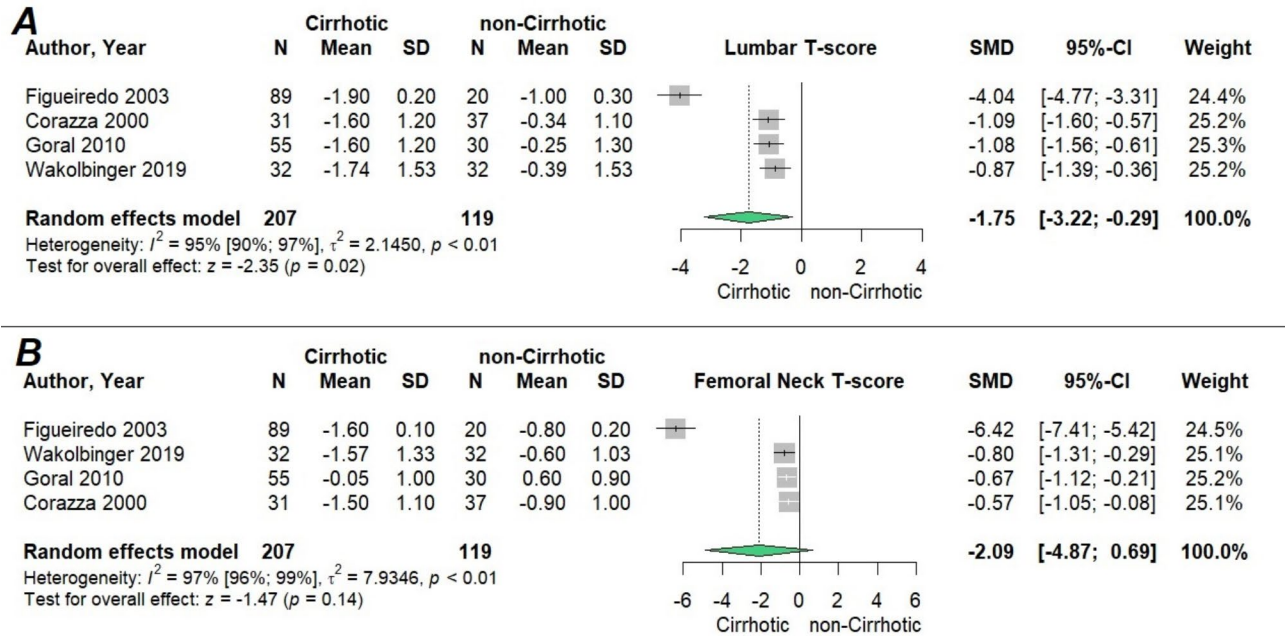 A
Cirrhotic non-Cirrhotic
Author, Year N Mean SD N Mean SD Lumbar T-score SMD 95%-CI Weight
Figueiredo 2003 89 -1.90 0.20 20 -1.00 0.30 -4.04 [-4.77; -3.31] 24.4%
Corazza 2000 31 -1.60 1.20 37 -0.34 1.10 -1.09 [-1.60; -0.57] 25.2%
Goral 2010 55 -1.60 1.20 30 -0.25 1.30 -1.08 [-1.56; -0.61] 25.3%
Wakolbinger 2019 32 -1.74 1.53 32 -0.39 1.53 -0.87 [-1.39; -0.36] 25.2%
Random effects model 207 119 -1.75 [-3.22; -0.29] 100.0%
Heterogeneity: I² = 95% [90%; 97%], τ² = 2.1450, p < 0.01
Test for overall effect: z = -2.35 (p = 0.02)
-4 -2 0 2 4
Cirrhotic non-Cirrhotic
B
Cirrhotic non-Cirrhotic
Author, Year N Mean SD N Mean SD Femoral Neck T-score SMD 95%-CI Weight
Figueiredo 2003 89 -1.60 0.10 20 -0.80 0.20 -6.42 [-7.41; -5.42] 24.5%
Wakolbinger 2019 32 -1.57 1.33 32 -0.60 1.03 -0.80 [-1.31; -0.29] 25.1%
Goral 2010 55 -0.05 1.00 30 0.60 0.90 -0.67 [-1.12; -0.21] 25.2%
Corazza 2000 31 -1.50 1.10 37 -0.90 1.00 -0.57 [-1.05; -0.08] 25.1%
Random effects model 207 119 -2.09 [-4.87; 0.69] 100.0%
Heterogeneity: I² = 97% [96%; 99%], τ² = 7.9346, p < 0.01
Test for overall effect: z = -1.47 (p = 0.14)
-6 -4 -2 0 2 4 6
Cirrhotic non-Cirrhotic